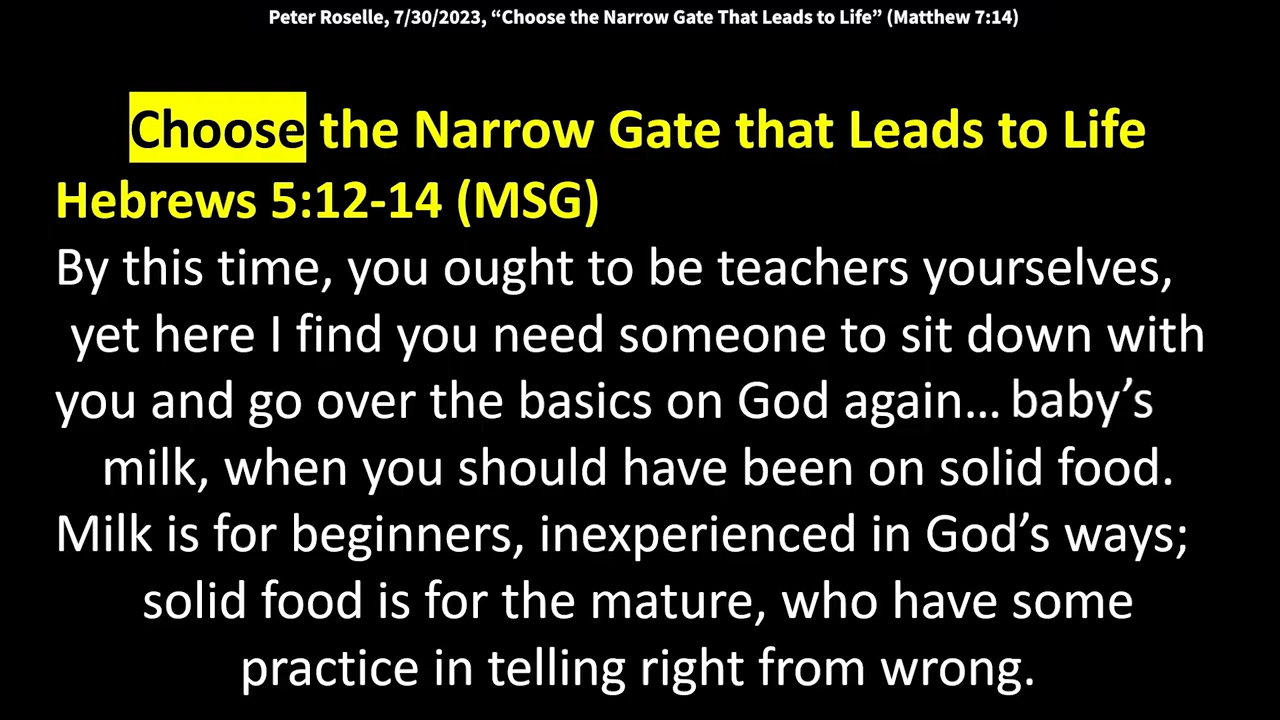 Peter Roselle, 7/30/2023, “Choose the Narrow Gate That Leads to Life” (Matthew 7:14)
Choose the Narrow Gate that Leads to Life
Hebrews 5:12-14 (MSG)
By this time, you ought to be teachers yourselves,
yet here I find you need someone to sit down with
you and go over the basics on God again... baby’s
milk, when you should have been on solid food.
Milk is for beginners, inexperienced in God’s ways;
solid food is for the mature, who have some
practice in telling right from wrong.